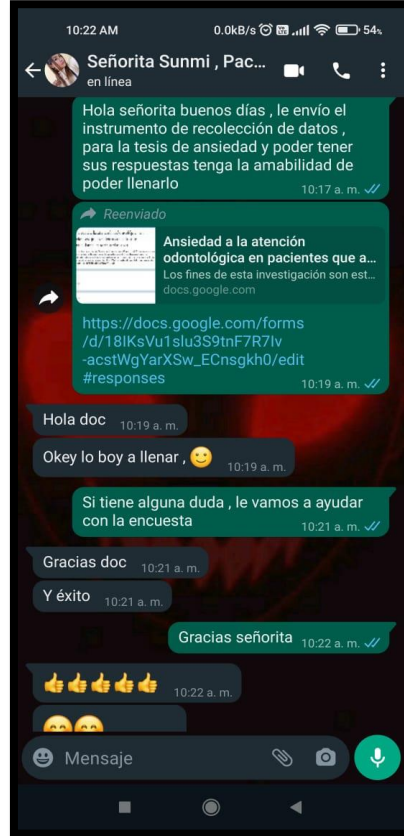 10:22 AM 0.0kB/s 54%
Señorita Sunmi , Pac...
en línea
Hola señorita buenos días , le envío el
instrumento de recolección de datos ,
para la tesis de ansiedad y poder tener
sus respuestas tenga la amabilidad de
poder llenarlo
10:17 a. m.
Reenviado
Ansiedad a la atención
odontológica en pacientes que a...
Los fines de esta investigación son est...
docs.google.com
https://docs.google.com/forms
/d/18IKsVu1slu3S9tnF7R7Iv
-acstWgYarXSw_ECnsgkh0/edit
#responses
10:19 a. m.
Hola doc 10:19 a. m.
Okey lo boy a llenar , 🙂 10:19 a. m.
Si tiene alguna duda , le vamos a ayudar
con la encuesta
10:21 a. m.
Gracias doc 10:21 a. m.
Y éxito 10:21 a. m.
Gracias señorita 10:22 a. m.
👍👍👍👍👍 10:22 a. m.
😊😊
Mensaje